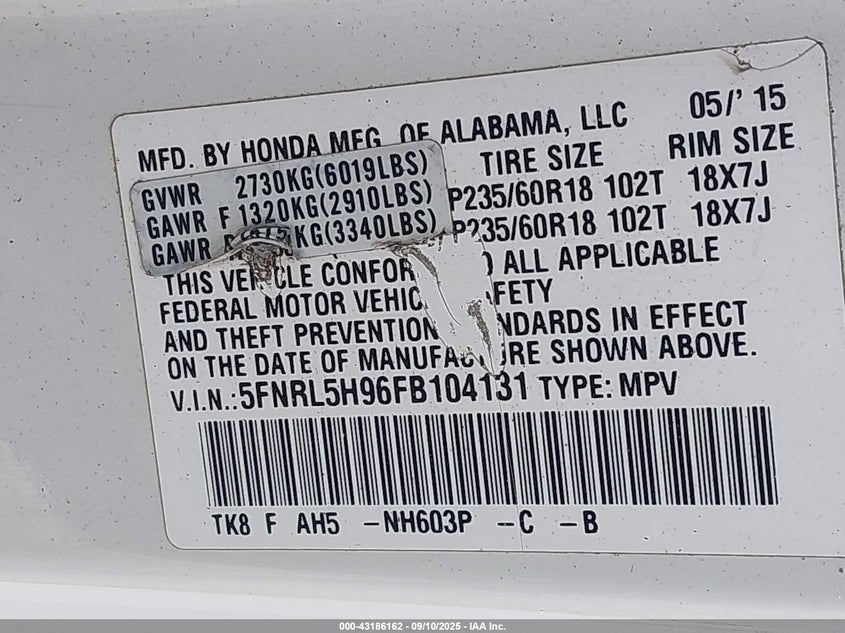 05/' 15
MFD. BY HONDA MFG. OF ALABAMA, LLC
TIRE SIZE RIM SIZE
GVWR 2730KG(6019LBS)
GAWR F 1320KG(2910LBS) P235/60R18 102T 18X7J
GAWR KG(3340LBS) P235/60R18 102T 18X7J
THIS VEHICLE CONFOR ALL APPLICABLE
FEDERAL MOTOR VEHIC FETY
AND THEFT PREVENTION NDARDS IN EFFECT
ON THE DATE OF MANUFACTURE SHOWN ABOVE.
V.I.N.:5FNRL5H96FB104131 TYPE: MPV
TK8 F AH5 -NH603P -C -B
000-43186162 - 09/10/2025 - IAA Inc.